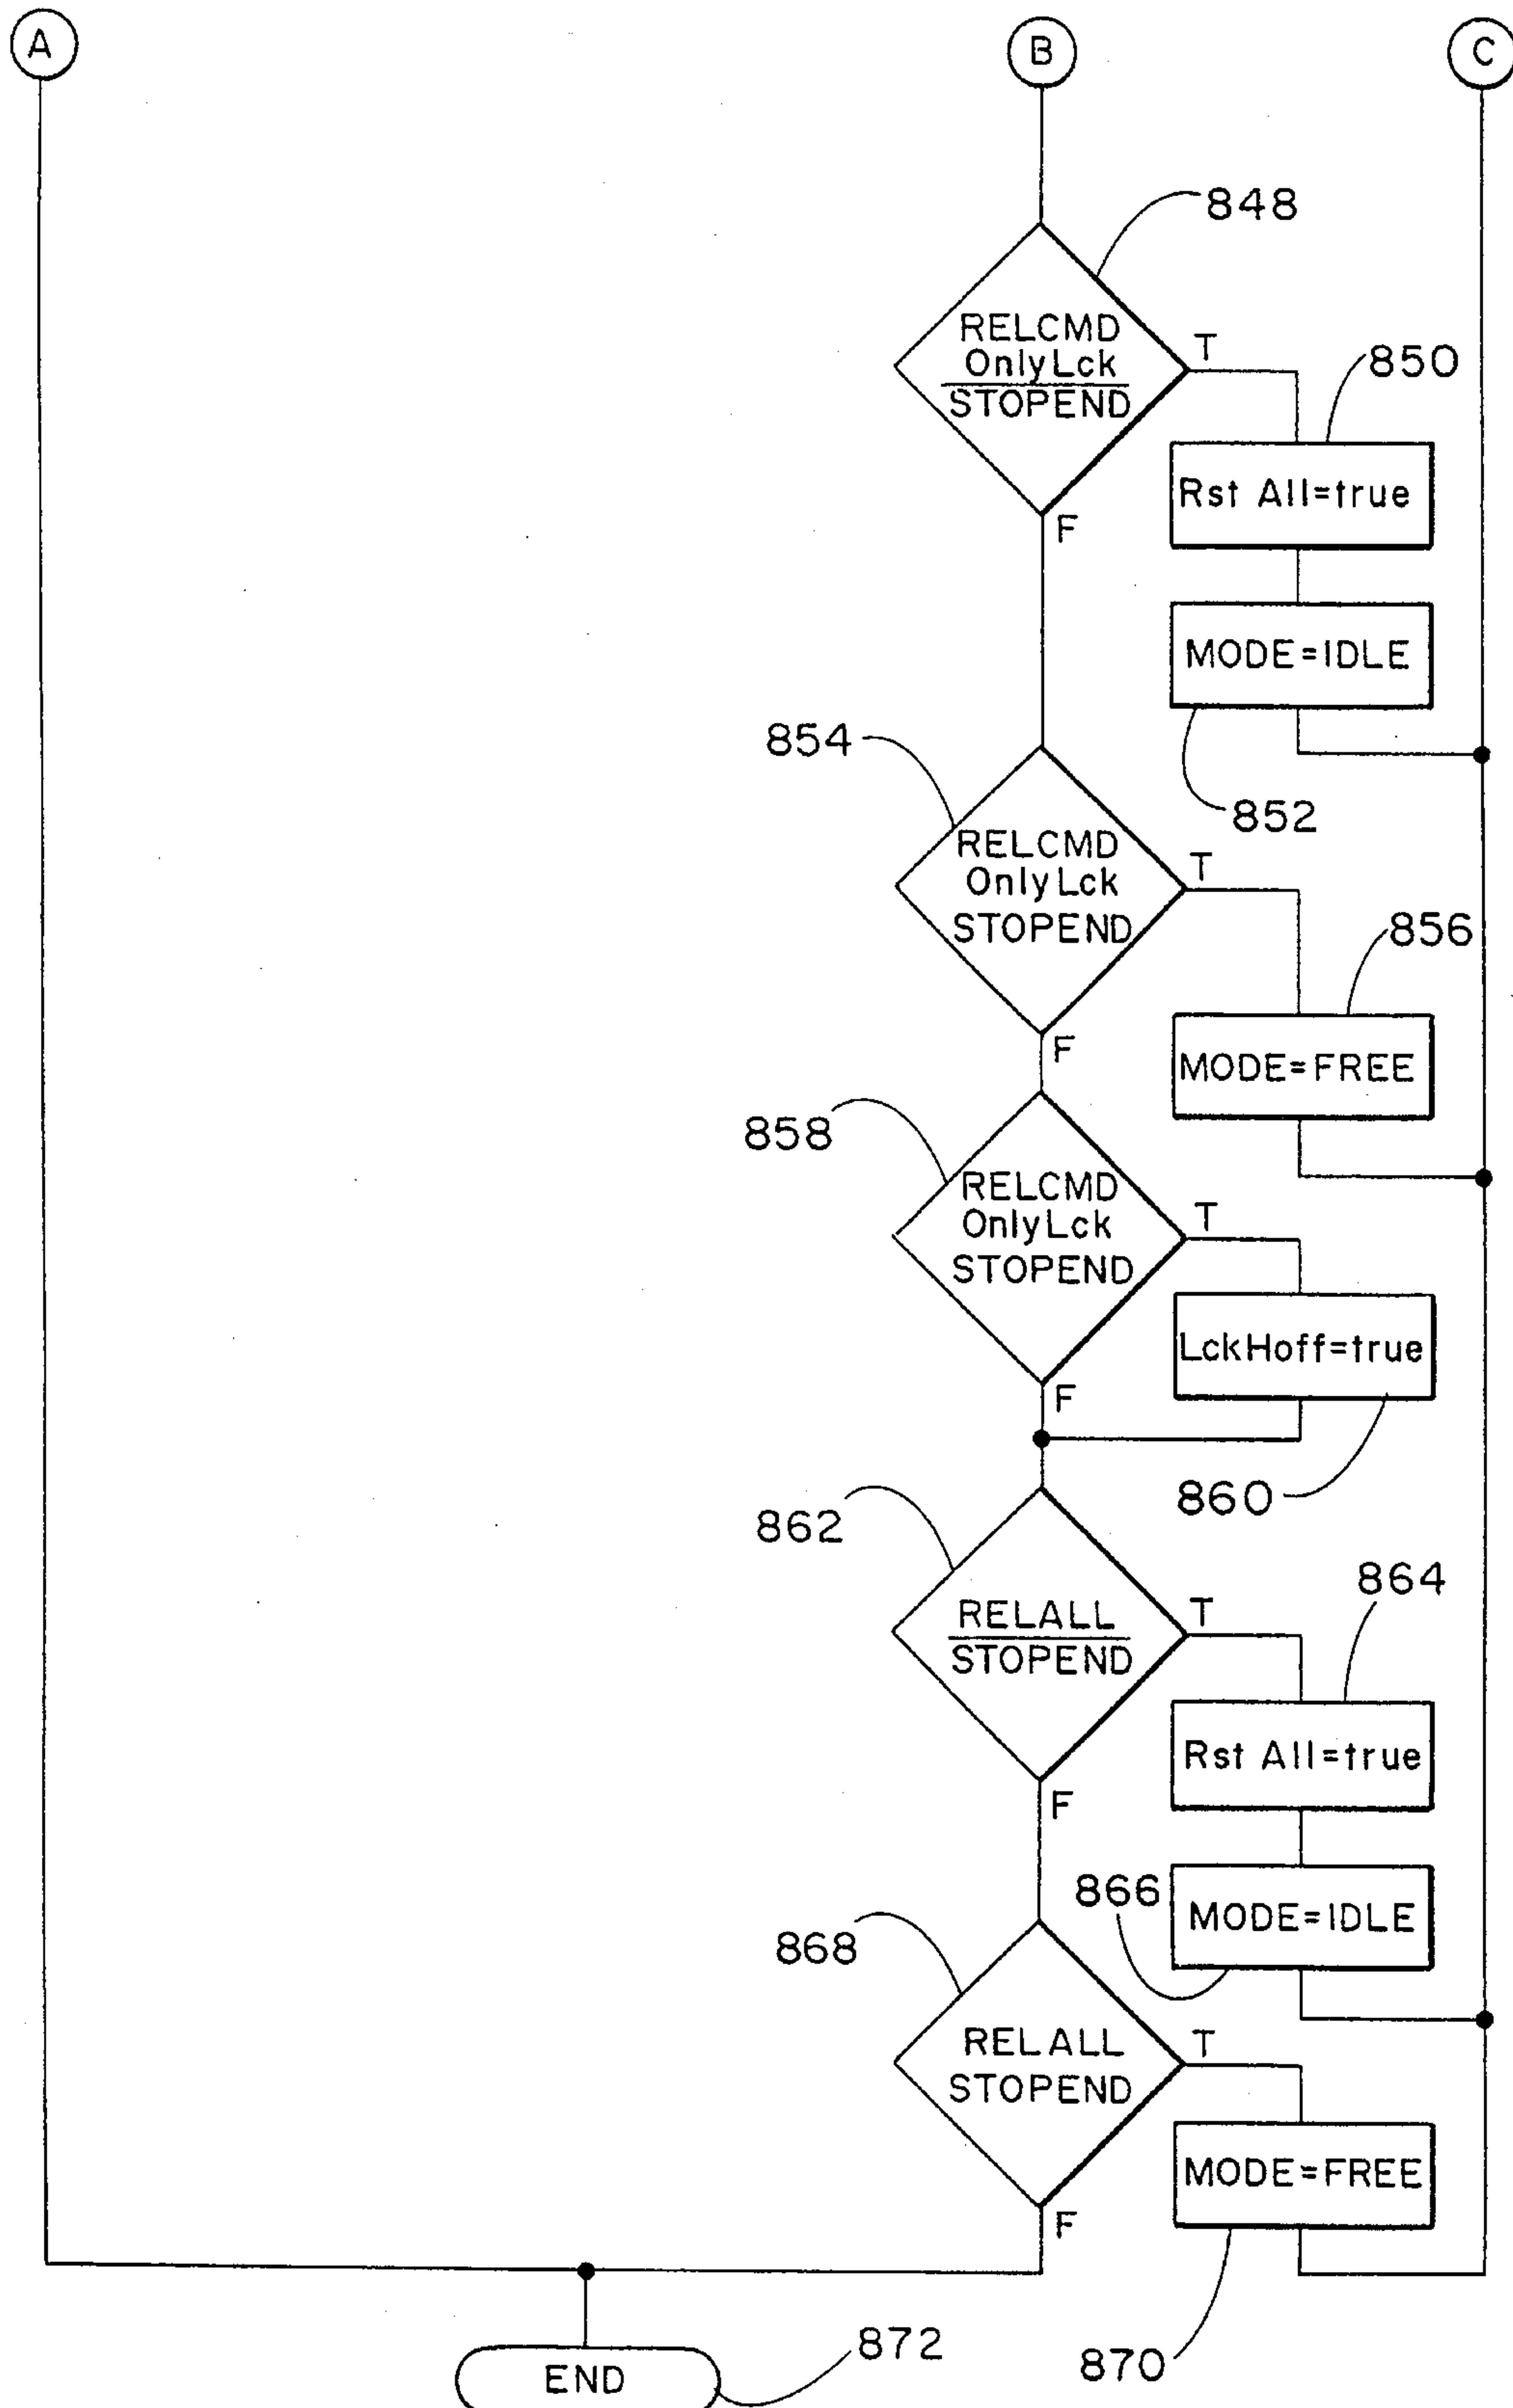 A
B
C
848
RELCMD
OnlyLck
STOPEND
T
F
850
Rst All=true
MODE=IDLE
852
854
RELCMD
OnlyLck
STOPEND
T
F
856
MODE=FREE
858
RELCMD
OnlyLck
STOPEND
T
F
LckHoff=true
860
862
RELALL
STOPEND
T
F
864
Rst All=true
866
MODE=IDLE
868
RELALL
STOPEND
T
F
MODE=FREE
870
END
872